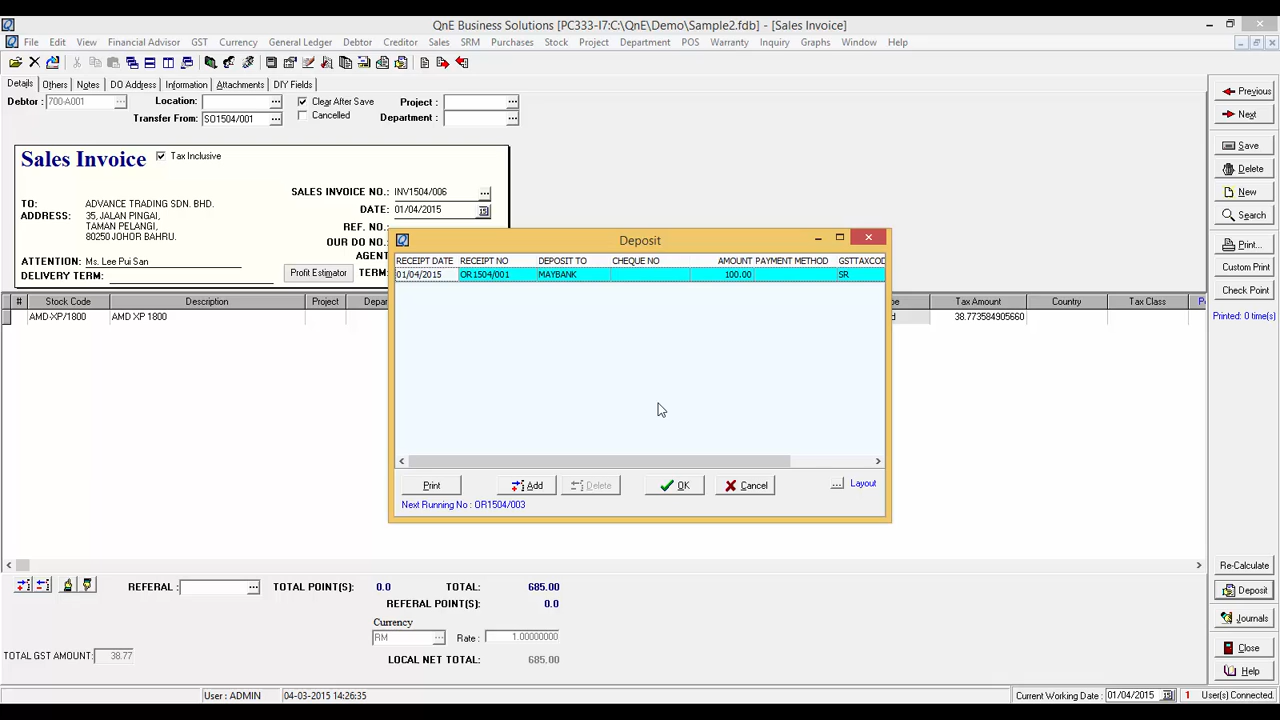 QnE Business Solutions [PC333-I7:C:\QnE\Demo\Sample2.fdb] - [Sales Invoice]
File Edit View Financial Advisor GST Currency General Ledger Debtor Creditor Sales SRM Purchases Stock Project Department POS Warranty Inquiry Graphs Window Help
Details Others Notes DO Address Information Attachments DIY Fields
Debtor : 700-A001 Location: Clear After Save Project :
Transfer From: SO1504/001 Cancelled Department :
Sales Invoice Tax Inclusive
SALES INVOICE NO.: INV1504/006
TO: ADVANCE TRADING SDN. BHD.
ADDRESS: 35, JALAN PINGAI,
TAMAN PELANGI,
80250 JOHOR BAHRU.
DATE: 01/04/2015
REF. NO.:
OUR DO NO.:
AGENT
ATTENTION: Ms. Lee Pui San
DELIVERY TERM:
Profit Estimator TERM:
# Stock Code Description Project Tax Amount Country Tax Class
AMD-XP/1800 AMD XP 1800 38.773584905660
Deposit
RECEIPT DATE RECEIPT NO DEPOSIT TO CHEQUE NO AMOUNT PAYMENT METHOD GSTTAXCOD
01/04/2015 OR1504/001 MAYBANK 100.00 SR
Print Add Delete OK Cancel ... Layout
Next Running No : OR1504/003
Previous
Next
Save
Delete
New
Search
Print...
Custom Print
Check Point
Printed: 0 time(s)
Re-Calculate
Deposit
Journals
Close
Help
REFERAL : TOTAL POINT(S): 0.0 TOTAL: 685.00
REFERAL POINT(S): 0.0
Currency
RM Rate : 1.00000000
TOTAL GST AMOUNT: 38.77 LOCAL NET TOTAL: 685.00
User : ADMIN 04-03-2015 14:26:35 Current Working Date : 01/04/2015 1 User(s) Connected.